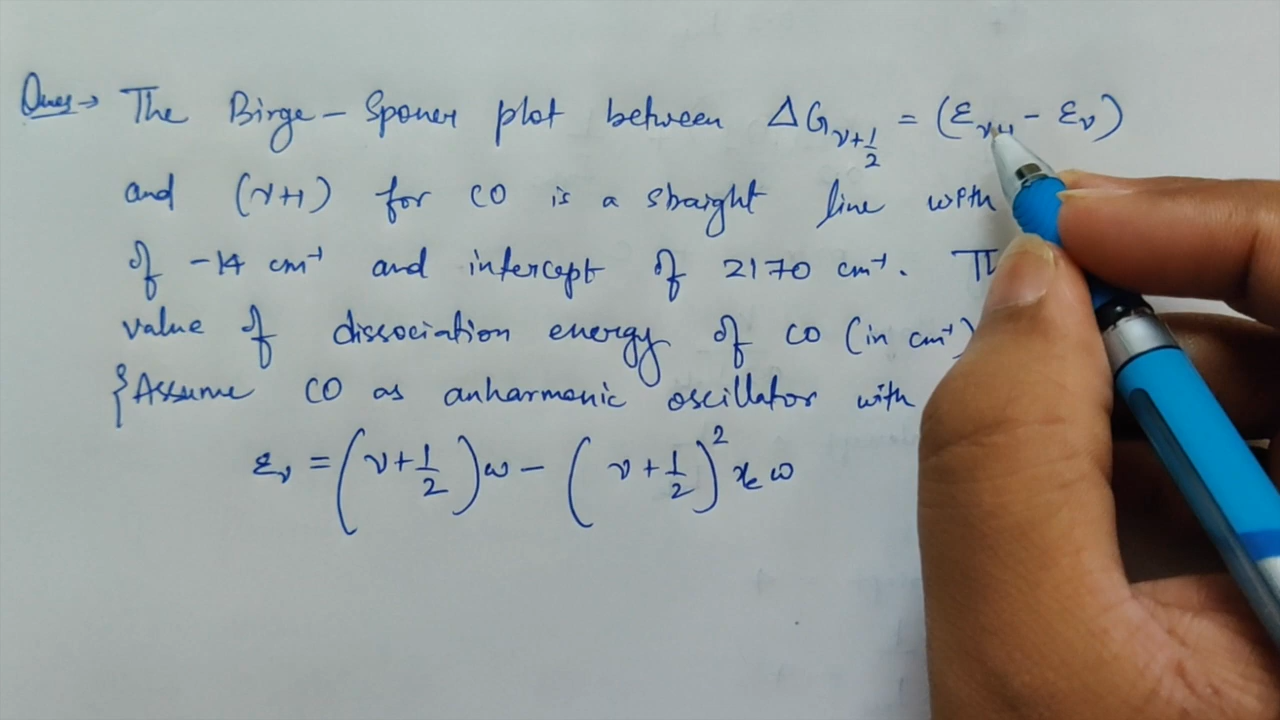 Ques → The Birge - Sponer plot between ΔG_{ν+1/2} = (ε_{ν+1} - ε_ν)
and (ν+1) for CO is a straight line with
of -14 cm⁻¹ and intercept of 2170 cm⁻¹.
value of dissociation energy of CO (in cm⁻¹)
{Assume CO as anharmonic oscillator with
ε_ν = (ν + 1/2) ω - (ν + 1/2)² x_e ω